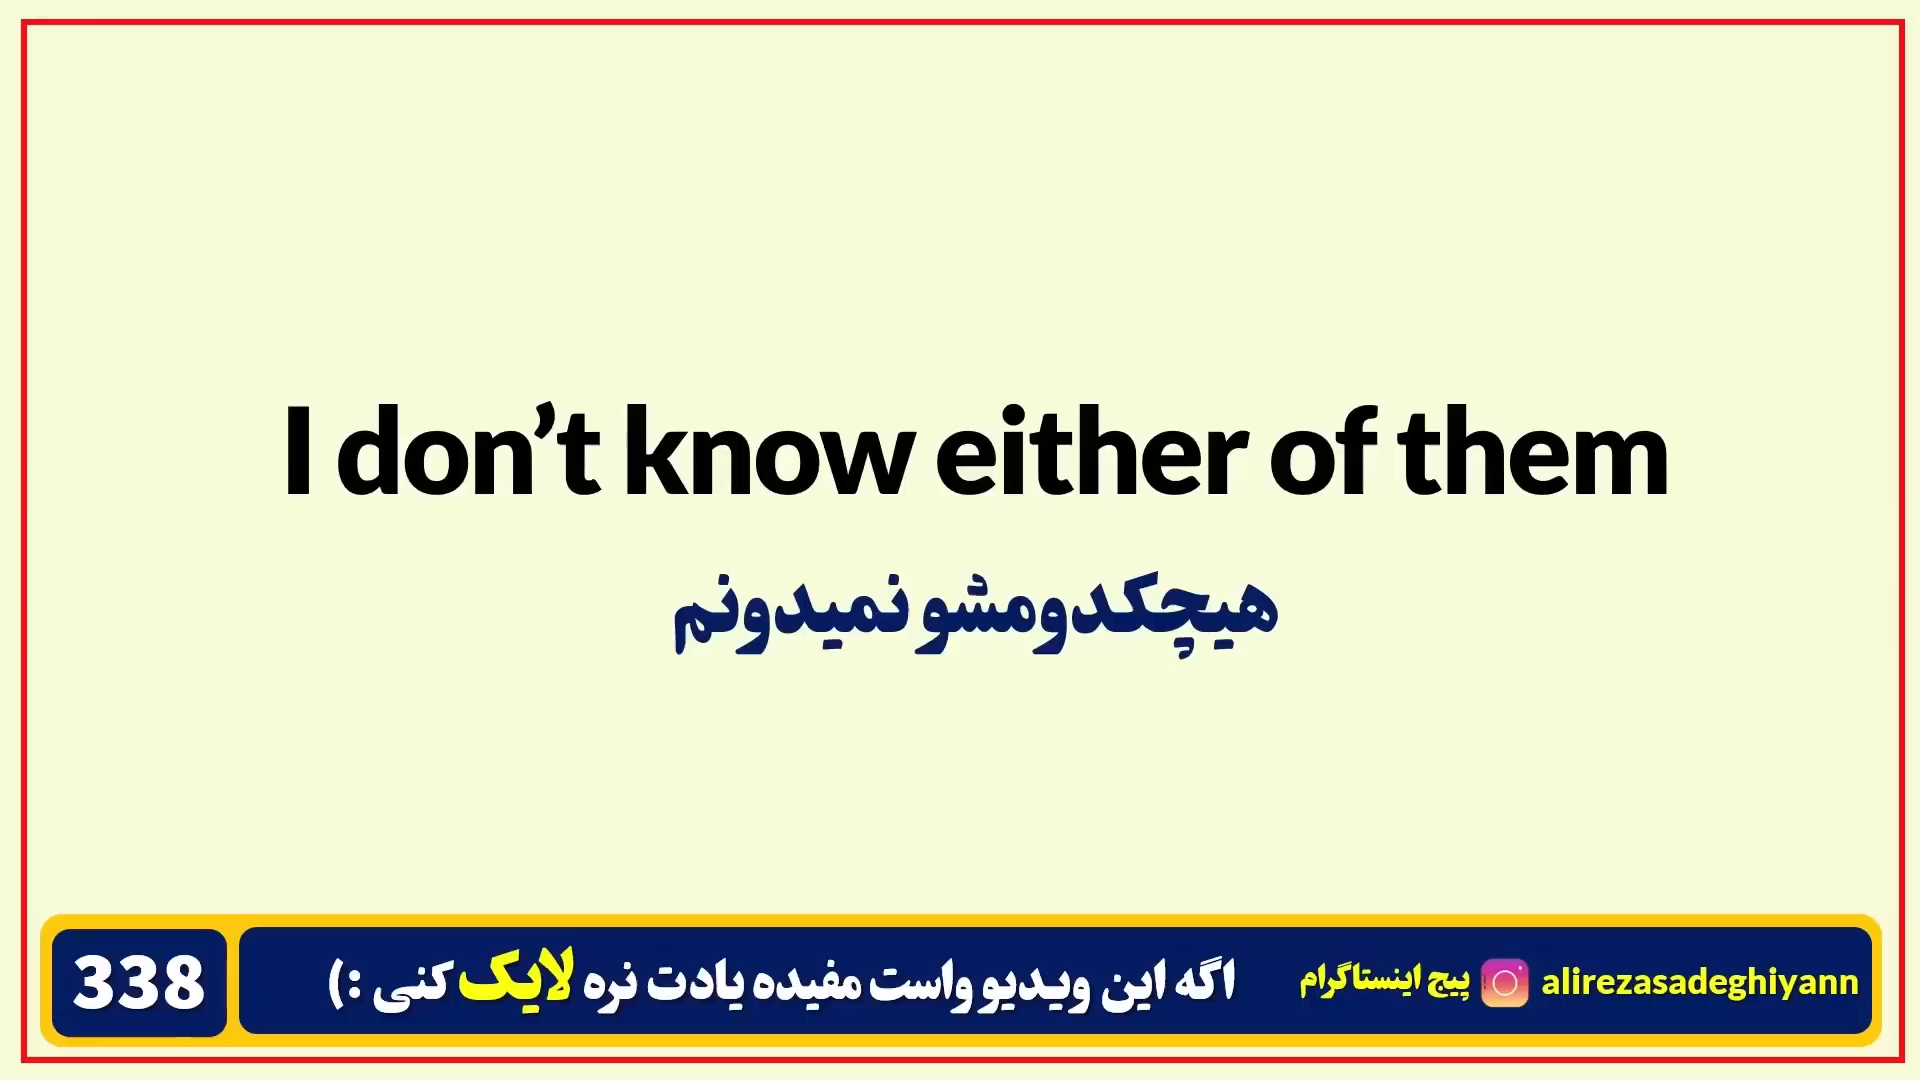 I don’t know either of them
هیچکدومشو نمیدونم
338
اگه این ویدیو واست مفیده یادت نره لایک کنی :)
پیج اینستاگرام alirezasadeghiyann